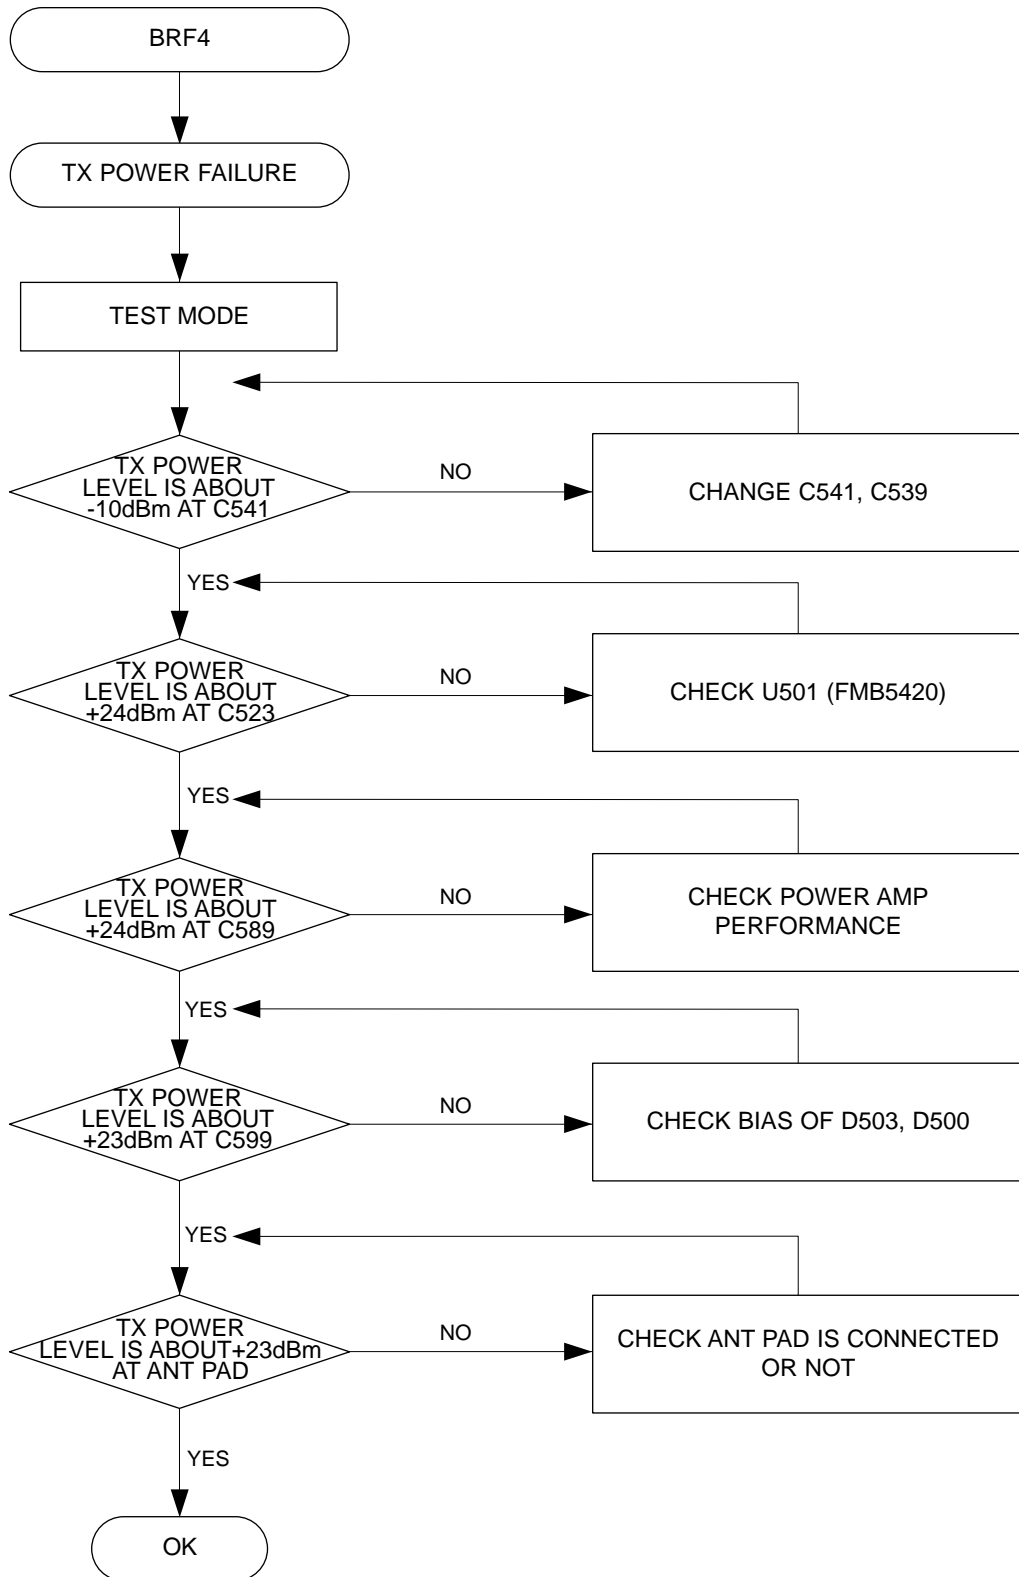 BRF4
TX POWER FAILURE
TEST MODE
TX POWER
LEVEL IS ABOUT
-10dBm AT C541
NO
CHANGE C541, C539
YES
TX POWER
LEVEL IS ABOUT
+24dBm AT C523
NO
CHECK U501 (FMB5420)
YES
TX POWER
LEVEL IS ABOUT
+24dBm AT C589
NO
CHECK POWER AMP
PERFORMANCE
YES
TX POWER
LEVEL IS ABOUT
+23dBm AT C599
NO
CHECK BIAS OF D503, D500
YES
TX POWER
LEVEL IS ABOUT+23dBm
AT ANT PAD
NO
CHECK ANT PAD IS CONNECTED
OR NOT
YES
OK